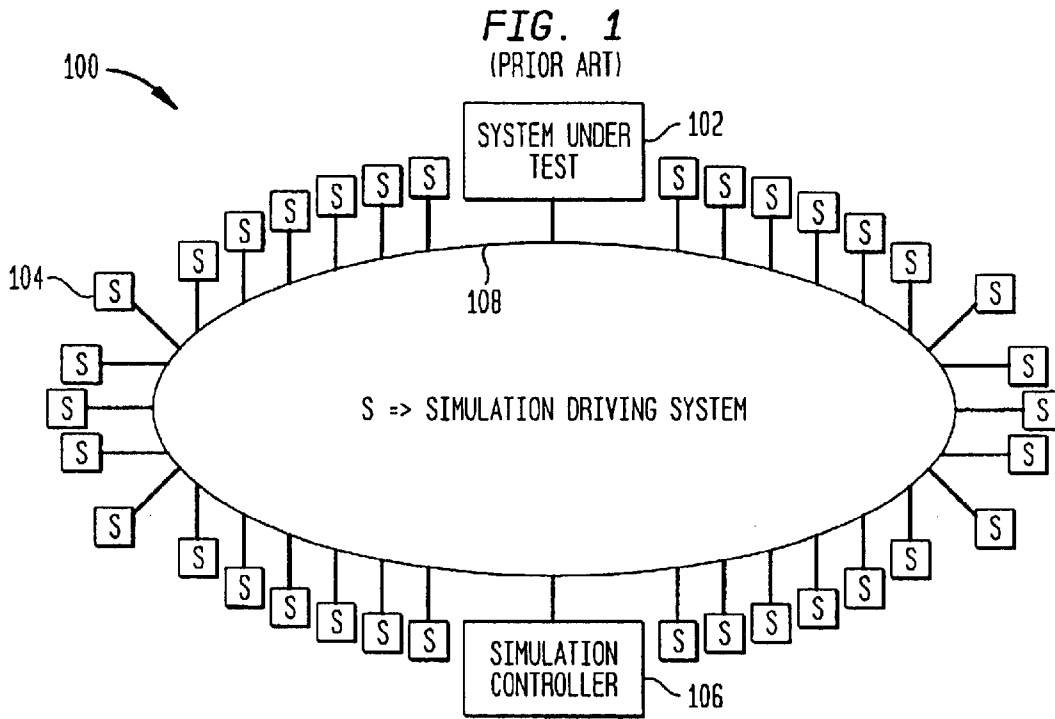 FIG. 1
(PRIOR ART)
100
SYSTEM UNDER
TEST
102
S S S S S S
S S S S S S
104
S
S
108
S
S
S
S => SIMULATION DRIVING SYSTEM
S
S
S
S
S
S
S S S S S S
S S S S S S
SIMULATION
CONTROLLER
106